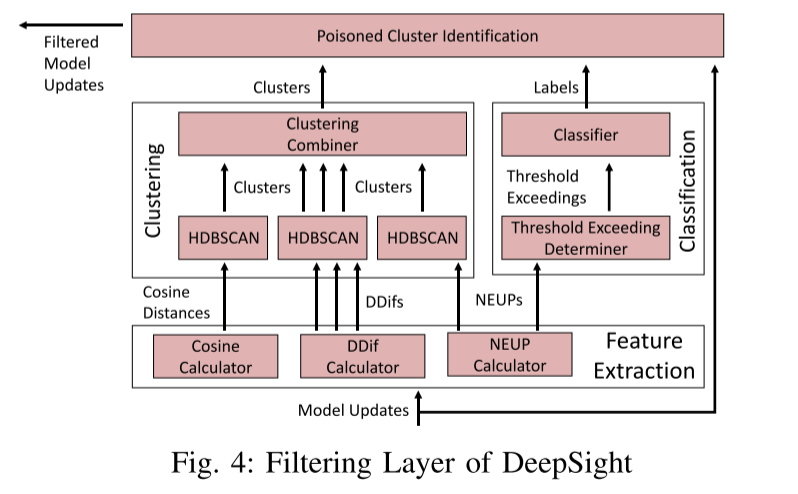 Poisoned Cluster Identification
Filtered
Model
Updates
Clusters
Labels
Clustering
Clustering
Combiner
Classifier
Classification
Clusters
Clusters
Threshold
Exceedings
HDBSCAN
HDBSCAN
HDBSCAN
Threshold Exceeding
Determiner
Cosine
Distances
DDifs
NEUPs
Cosine
Calculator
DDif
Calculator
NEUP
Calculator
Feature
Extraction
Model Updates
Fig. 4: Filtering Layer of DeepSight